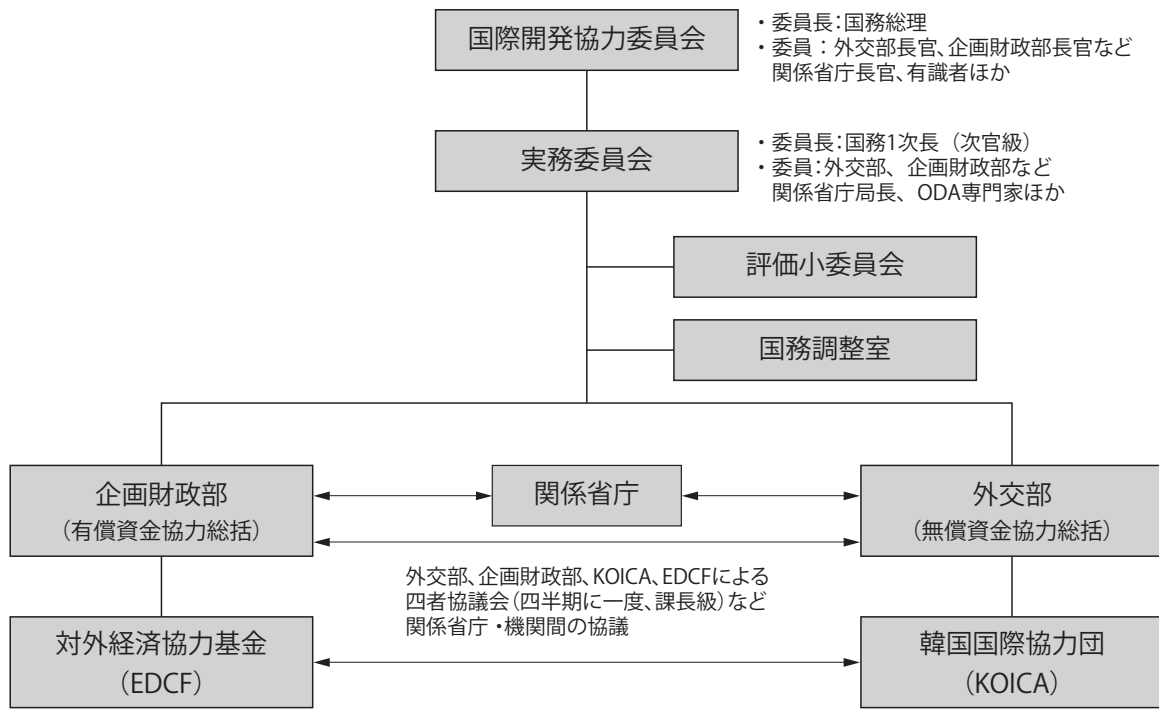 国際開発協力委員会
・委員長：国務総理
・委員：外交部長官、企画財政部長官など
関係省庁長官、有識者ほか
実務委員会
・委員長：国務1次長（次官級）
・委員：外交部、企画財政部など
関係省庁局長、ODA専門家ほか
評価小委員会
国務調整室
企画財政部
（有償資金協力総括）
関係省庁
外交部
（無償資金協力総括）
外交部、企画財政部、KOICA、EDCFによる
四者協議会（四半期に一度、課長級）など
関係省庁・機関間の協議
対外経済協力基金
（EDCF）
韓国国際協力団
（KOICA）